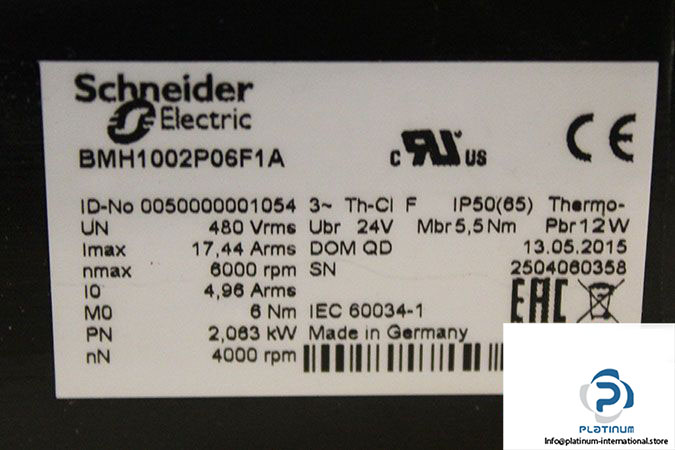 Schneider
Electric
BMH1002P06F1A
c RU US
CE
ID-No 0050000001054 3~ Th-Cl F IP50(65) Thermo-
UN 480 Vrms Ubr 24V Mbr 5,5 Nm Pbr 12 W
Imax 17,44 Arms DOM QD 13.05.2015
nmax 6000 rpm SN 2504060358
I0 4,96 Arms
M0 6 Nm IEC 60034-1
EAC
PN 2,063 kW Made in Germany
nN 4000 rpm
P
PLATINUM
Info@platinum-international.store